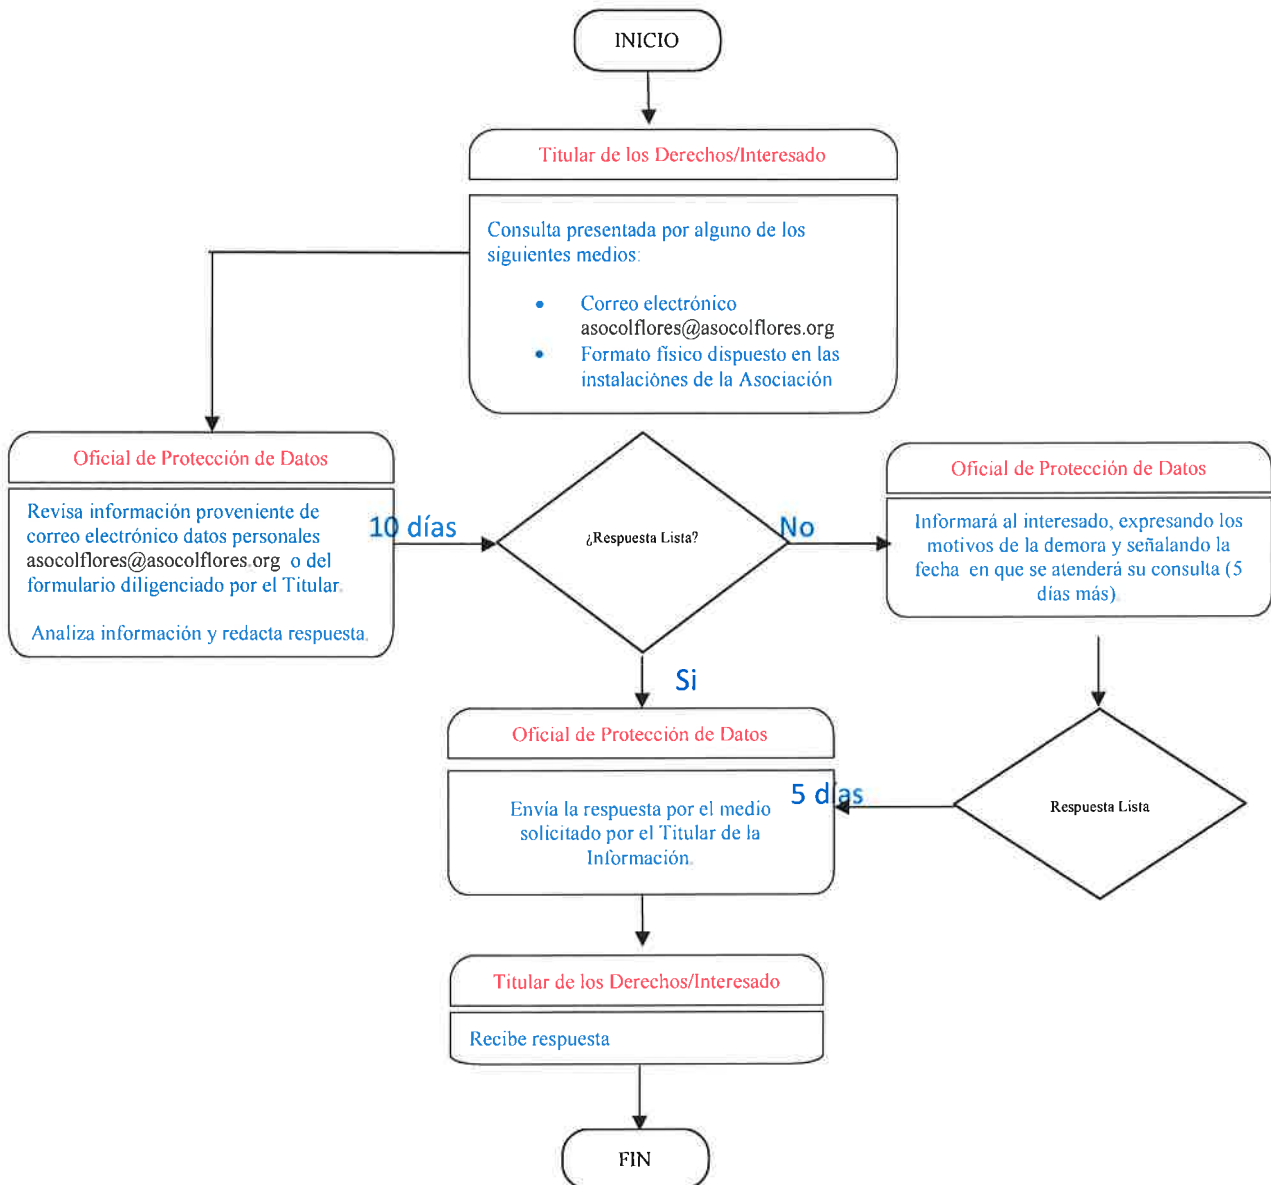 INICIO
Titular de los Derechos/Interesado
Consulta presentada por alguno de los
siguientes medios:
• Correo electrónico
asocolflores@asocolflores.org
• Formato físico dispuesto en las
instalaciónes de la Asociación
Oficial de Protección de Datos
Revisa información proveniente de
correo electrónico datos personales
asocolflores@asocolflores.org o del
formulario diligenciado por el Titular.
Analiza información y redacta respuesta.
10 días
¿Respuesta Lista?
No
Oficial de Protección de Datos
Informará al interesado, expresando los
motivos de la demora y señalando la
fecha en que se atenderá su consulta (5
días más).
Si
Oficial de Protección de Datos
Envía la respuesta por el medio
solicitado por el Titular de la
Información.
5 días
Respuesta Lista
Titular de los Derechos/Interesado
Recibe respuesta
FIN